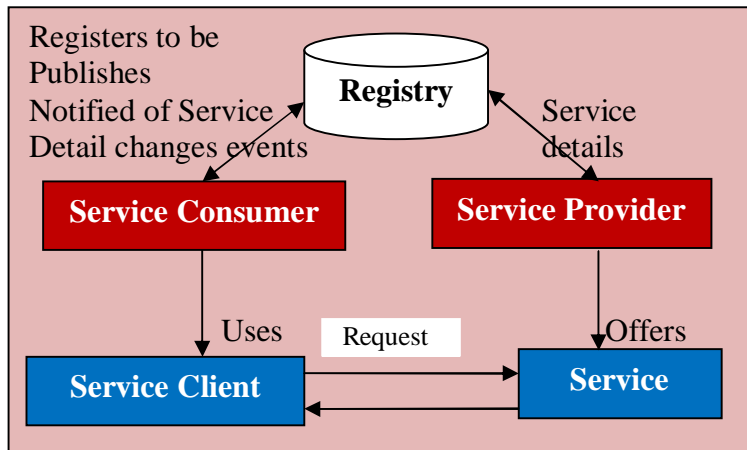 Registers to be
Publishes
Notified of Service
Detail changes events
Registry
Service
details
Service Consumer
Service Provider
Uses
Request
Offers
Service Client
Service